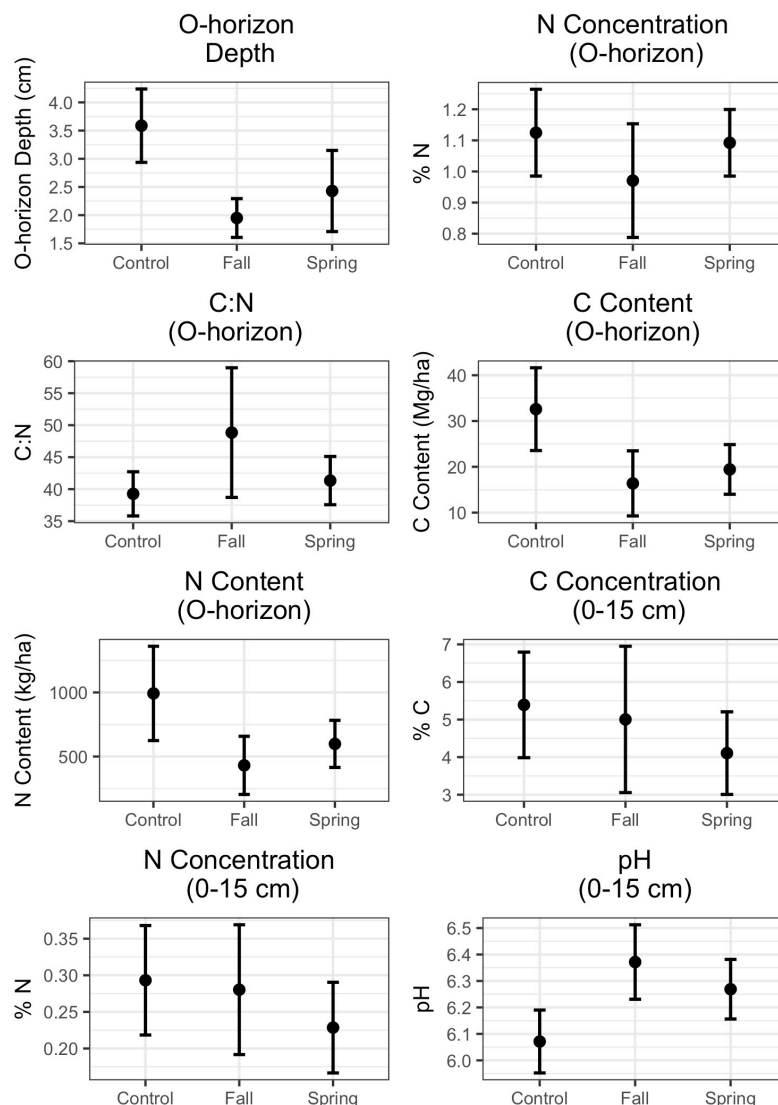 O-horizon
Depth
O-horizon Depth (cm)
4.0
3.5
3.0
2.5
2.0
1.5
Control Fall Spring
N Concentration
(O-horizon)
% N
1.2
1.1
1.0
0.9
0.8
Control Fall Spring
C:N
(O-horizon)
C:N
60
55
50
45
40
35
Control Fall Spring
C Content
(O-horizon)
C Content (Mg/ha)
40
30
20
10
Control Fall Spring
N Content
(O-horizon)
N Content (kg/ha)
1000
500
Control Fall Spring
C Concentration
(0-15 cm)
% C
7
6
5
4
3
Control Fall Spring
N Concentration
(0-15 cm)
% N
0.35
0.30
0.25
0.20
Control Fall Spring
pH
(0-15 cm)
pH
6.5
6.4
6.3
6.2
6.1
6.0
Control Fall Spring